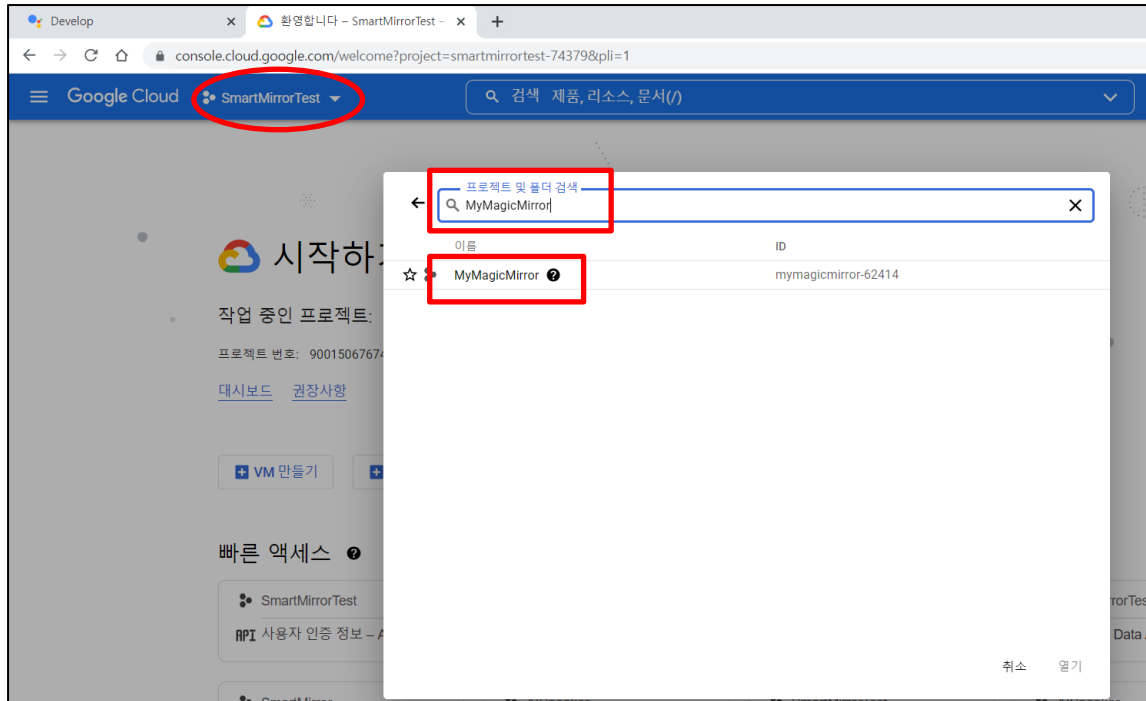 Develop
환영합니다 – SmartMirrorTest –
console.cloud.google.com/welcome?project=smartmirrortest-74379&pli=1
Google Cloud
SmartMirrorTest
검색 제품, 리소스, 문서(/)
프로젝트 및 폴더 검색
MyMagicMirror
이름 ID
MyMagicMirror mymagicmirror-62414
시작하
작업 중인 프로젝트:
프로젝트 번호: 9001506767
대시보드 권장사항
VM 만들기
빠른 액세스
SmartMirrorTest
API 사용자 인증 정보 – A
rorTes
Data
취소 열기